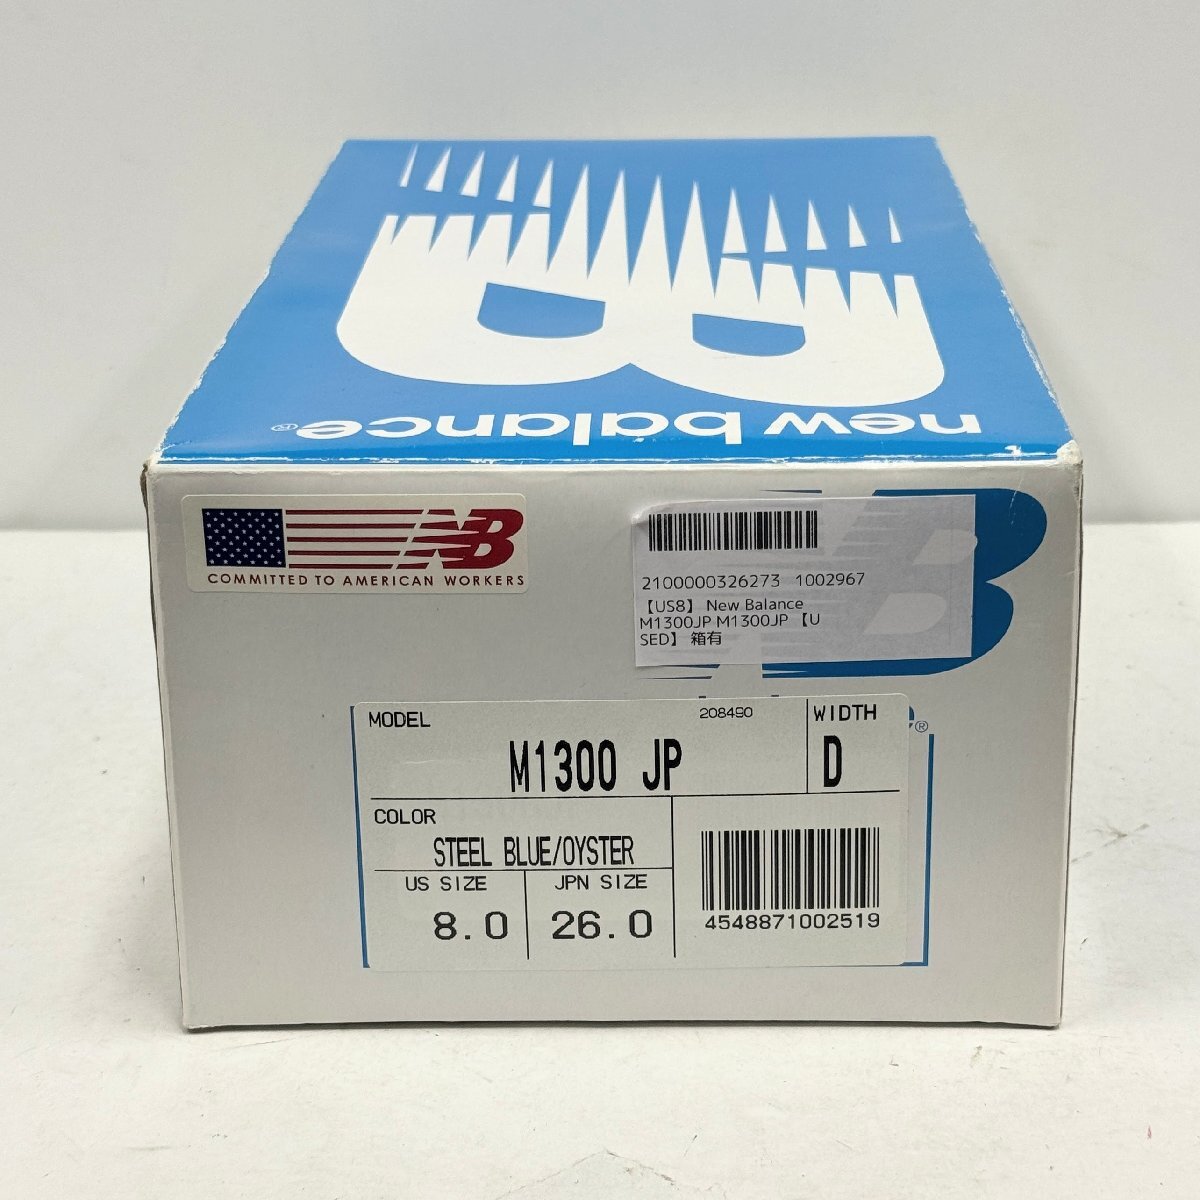 new balance®
NB
COMMITTED TO AMERICAN WORKERS
2100000326273 1002967
【US8】 New Balance
M1300JP M1300JP 【U
SED】 箱有
MODEL 208490 WIDTH
M1300 JP D
COLOR
STEEL BLUE/OYSTER
US SIZE JPN SIZE
8.0 26.0
4548871002519